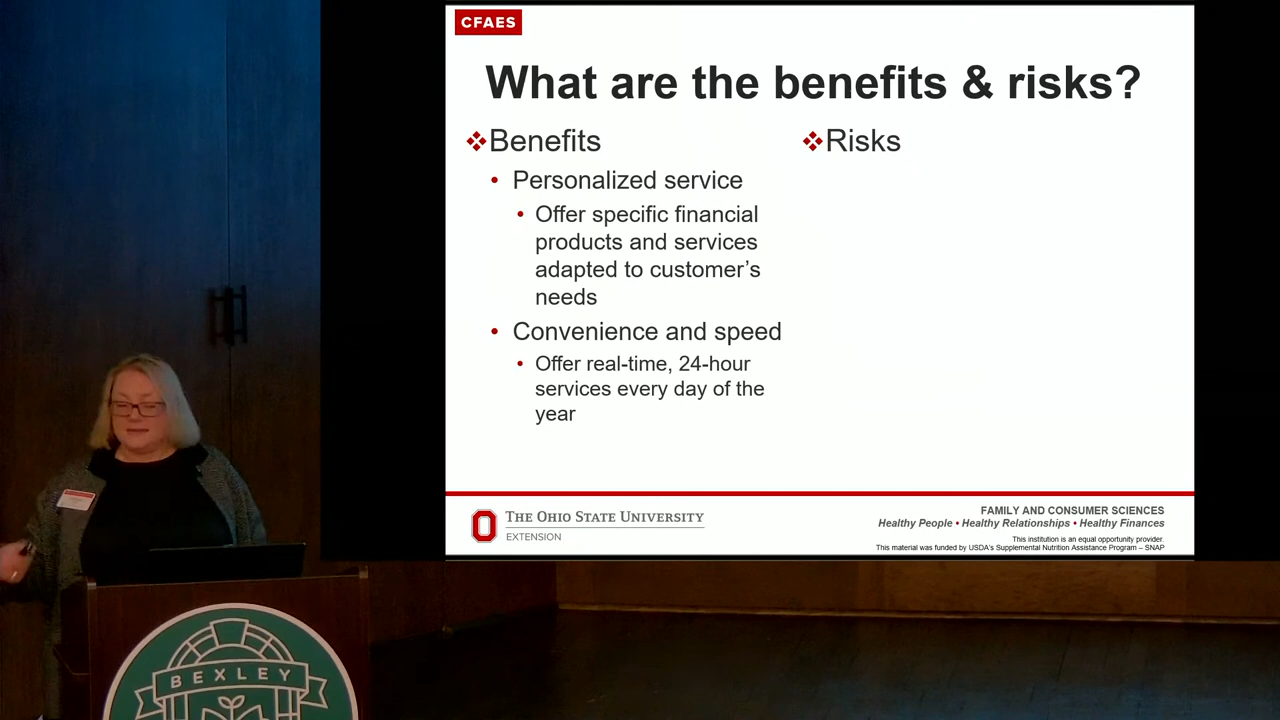 CFAES
What are the benefits & risks?
❖Benefits
• Personalized service
• Offer specific financial
products and services
adapted to customer’s
needs
• Convenience and speed
• Offer real-time, 24-hour
services every day of the
year
❖Risks
THE OHIO STATE UNIVERSITY
EXTENSION
FAMILY AND CONSUMER SCIENCES
Healthy People • Healthy Relationships • Healthy Finances
This institution is an equal opportunity provider.
This material was funded by USDA's Supplemental Nutrition Assistance Program – SNAP
BEXLEY